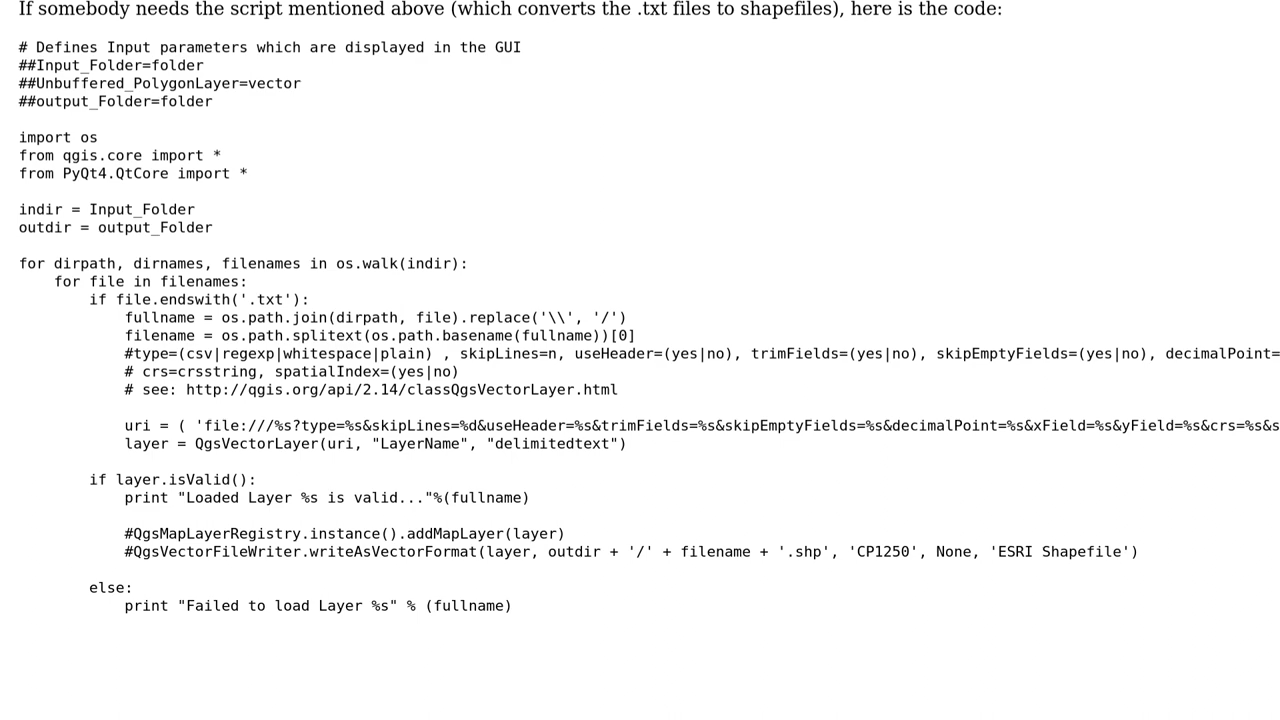 If somebody needs the script mentioned above (which converts the .txt files to shapefiles), here is the code:
# Defines Input parameters which are displayed in the GUI
##Input_Folder=folder
##Unbuffered_PolygonLayer=vector
##output_Folder=folder
import os
from qgis.core import *
from PyQt4.QtCore import *
indir = Input_Folder
outdir = output_Folder
for dirpath, dirnames, filenames in os.walk(indir):
    for file in filenames:
        if file.endswith('.txt'):
            fullname = os.path.join(dirpath, file).replace('\\', '/')
            filename = os.path.splitext(os.path.basename(fullname))[0]
            #type=(csv|regexp|whitespace|plain) , skipLines=n, useHeader=(yes|no), trimFields=(yes|no), skipEmptyFields=(yes|no), decimalPoint=
            # crs=crsstring, spatialIndex=(yes|no)
            # see: http://qgis.org/api/2.14/classQgsVectorLayer.html
            uri = ( 'file:///%s?type=%s&skipLines=%d&useHeader=%s&trimFields=%s&skipEmptyFields=%s&decimalPoint=%s&xField=%s&yField=%s&crs=%s&s
            layer = QgsVectorLayer(uri, "LayerName", "delimitedtext")
        if layer.isValid():
            print "Loaded Layer %s is valid..."%(fullname)
            #QgsMapLayerRegistry.instance().addMapLayer(layer)
            #QgsVectorFileWriter.writeAsVectorFormat(layer, outdir + '/' + filename + '.shp', 'CP1250', None, 'ESRI Shapefile')
        else:
            print "Failed to load Layer %s" % (fullname)